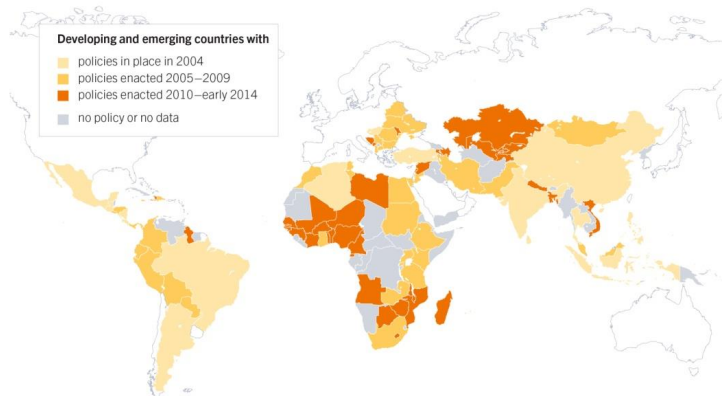 Developing and emerging countries with
policies in place in 2004
policies enacted 2005–2009
policies enacted 2010–early 2014
no policy or no data